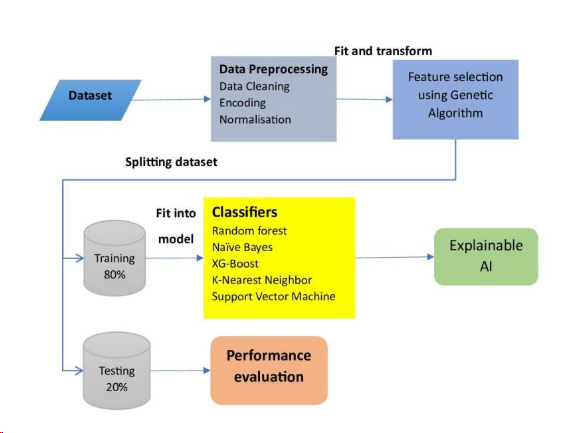 Fit and transform
Dataset
Data Preprocessing
Data Cleaning
Encoding
Normalisation
Feature selection
using Genetic
Algorithm
Splitting dataset
Fit into
model
Training
80%
Classifiers
Random forest
Naïve Bayes
XG-Boost
K-Nearest Neighbor
Support Vector Machine
Explainable
AI
Testing
20%
Performance
evaluation